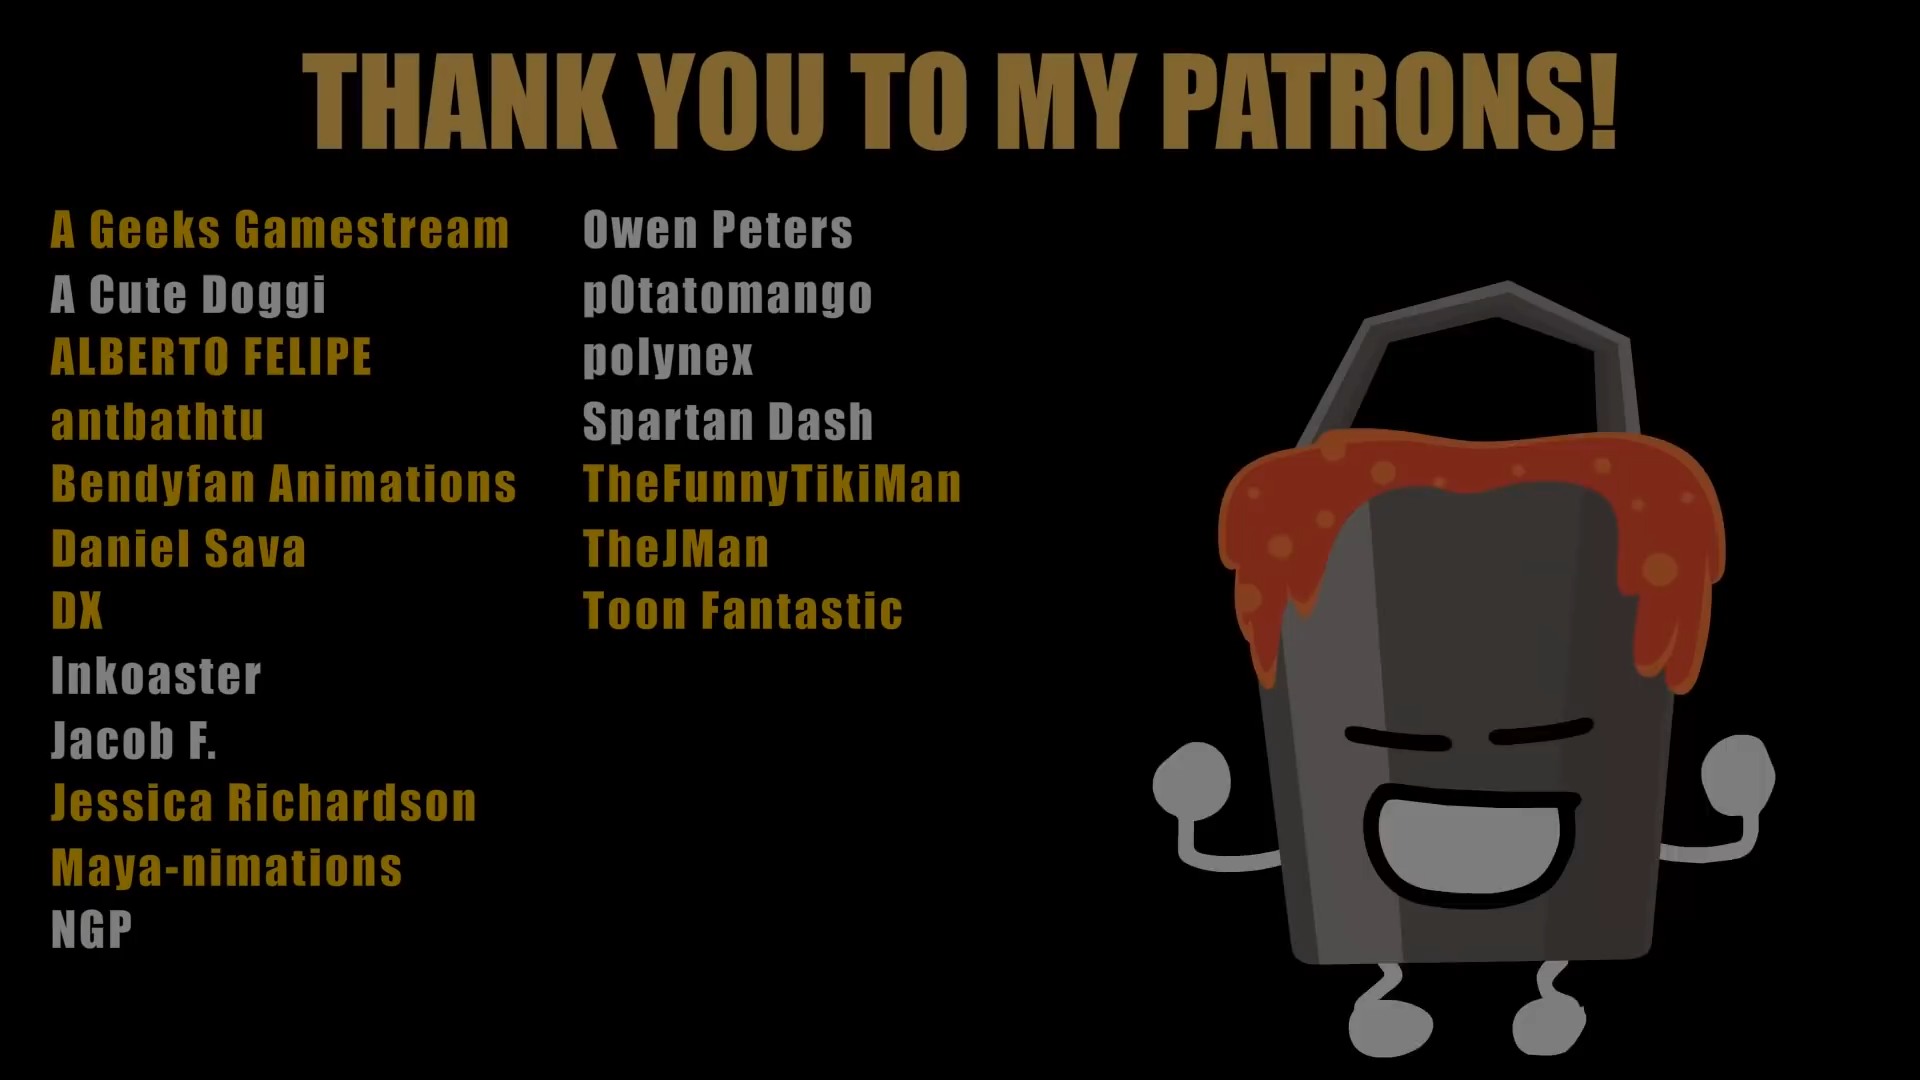 THANK YOU TO MY PATRONS!
A Geeks Gamestream
A Cute Doggi
ALBERTO FELIPE
antbathtu
Bendyfan Animations
Daniel Sava
DX
Inkoaster
Jacob F.
Jessica Richardson
Maya-nimations
NGP
Owen Peters
p0tatomango
polynex
Spartan Dash
TheFunnyTikiMan
TheJMan
Toon Fantastic